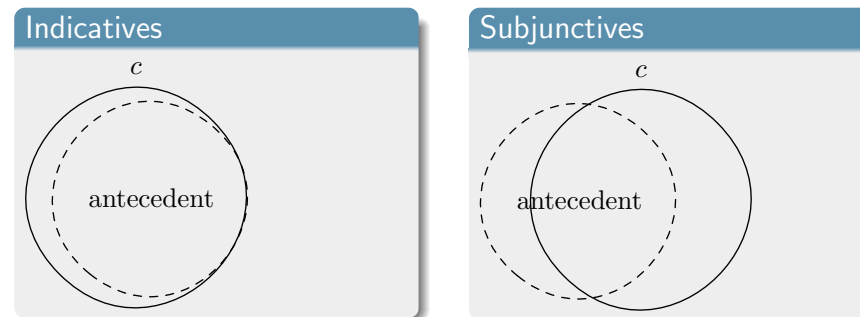 Indicatives
c
antecedent
Subjunctives
c
antecedent